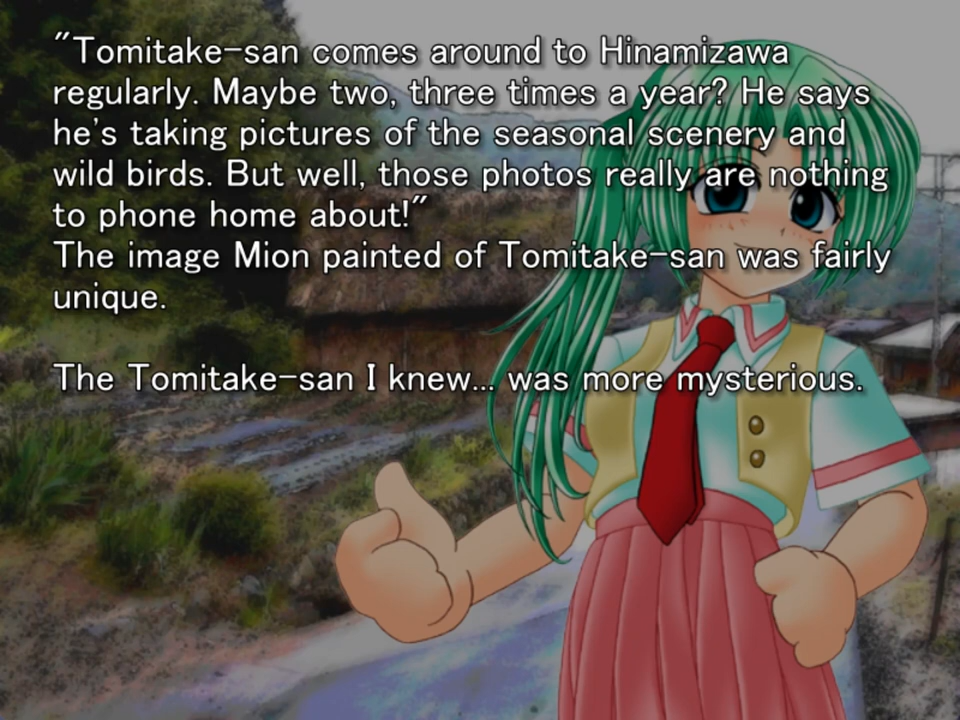 "Tomitake-san comes around to Hinamizawa
regularly. Maybe two, three times a year? He says
he's taking pictures of the seasonal scenery and
wild birds. But well, those photos really are nothing
to phone home about!"
The image Mion painted of Tomitake-san was fairly
unique.
The Tomitake-san I knew... was more mysterious.